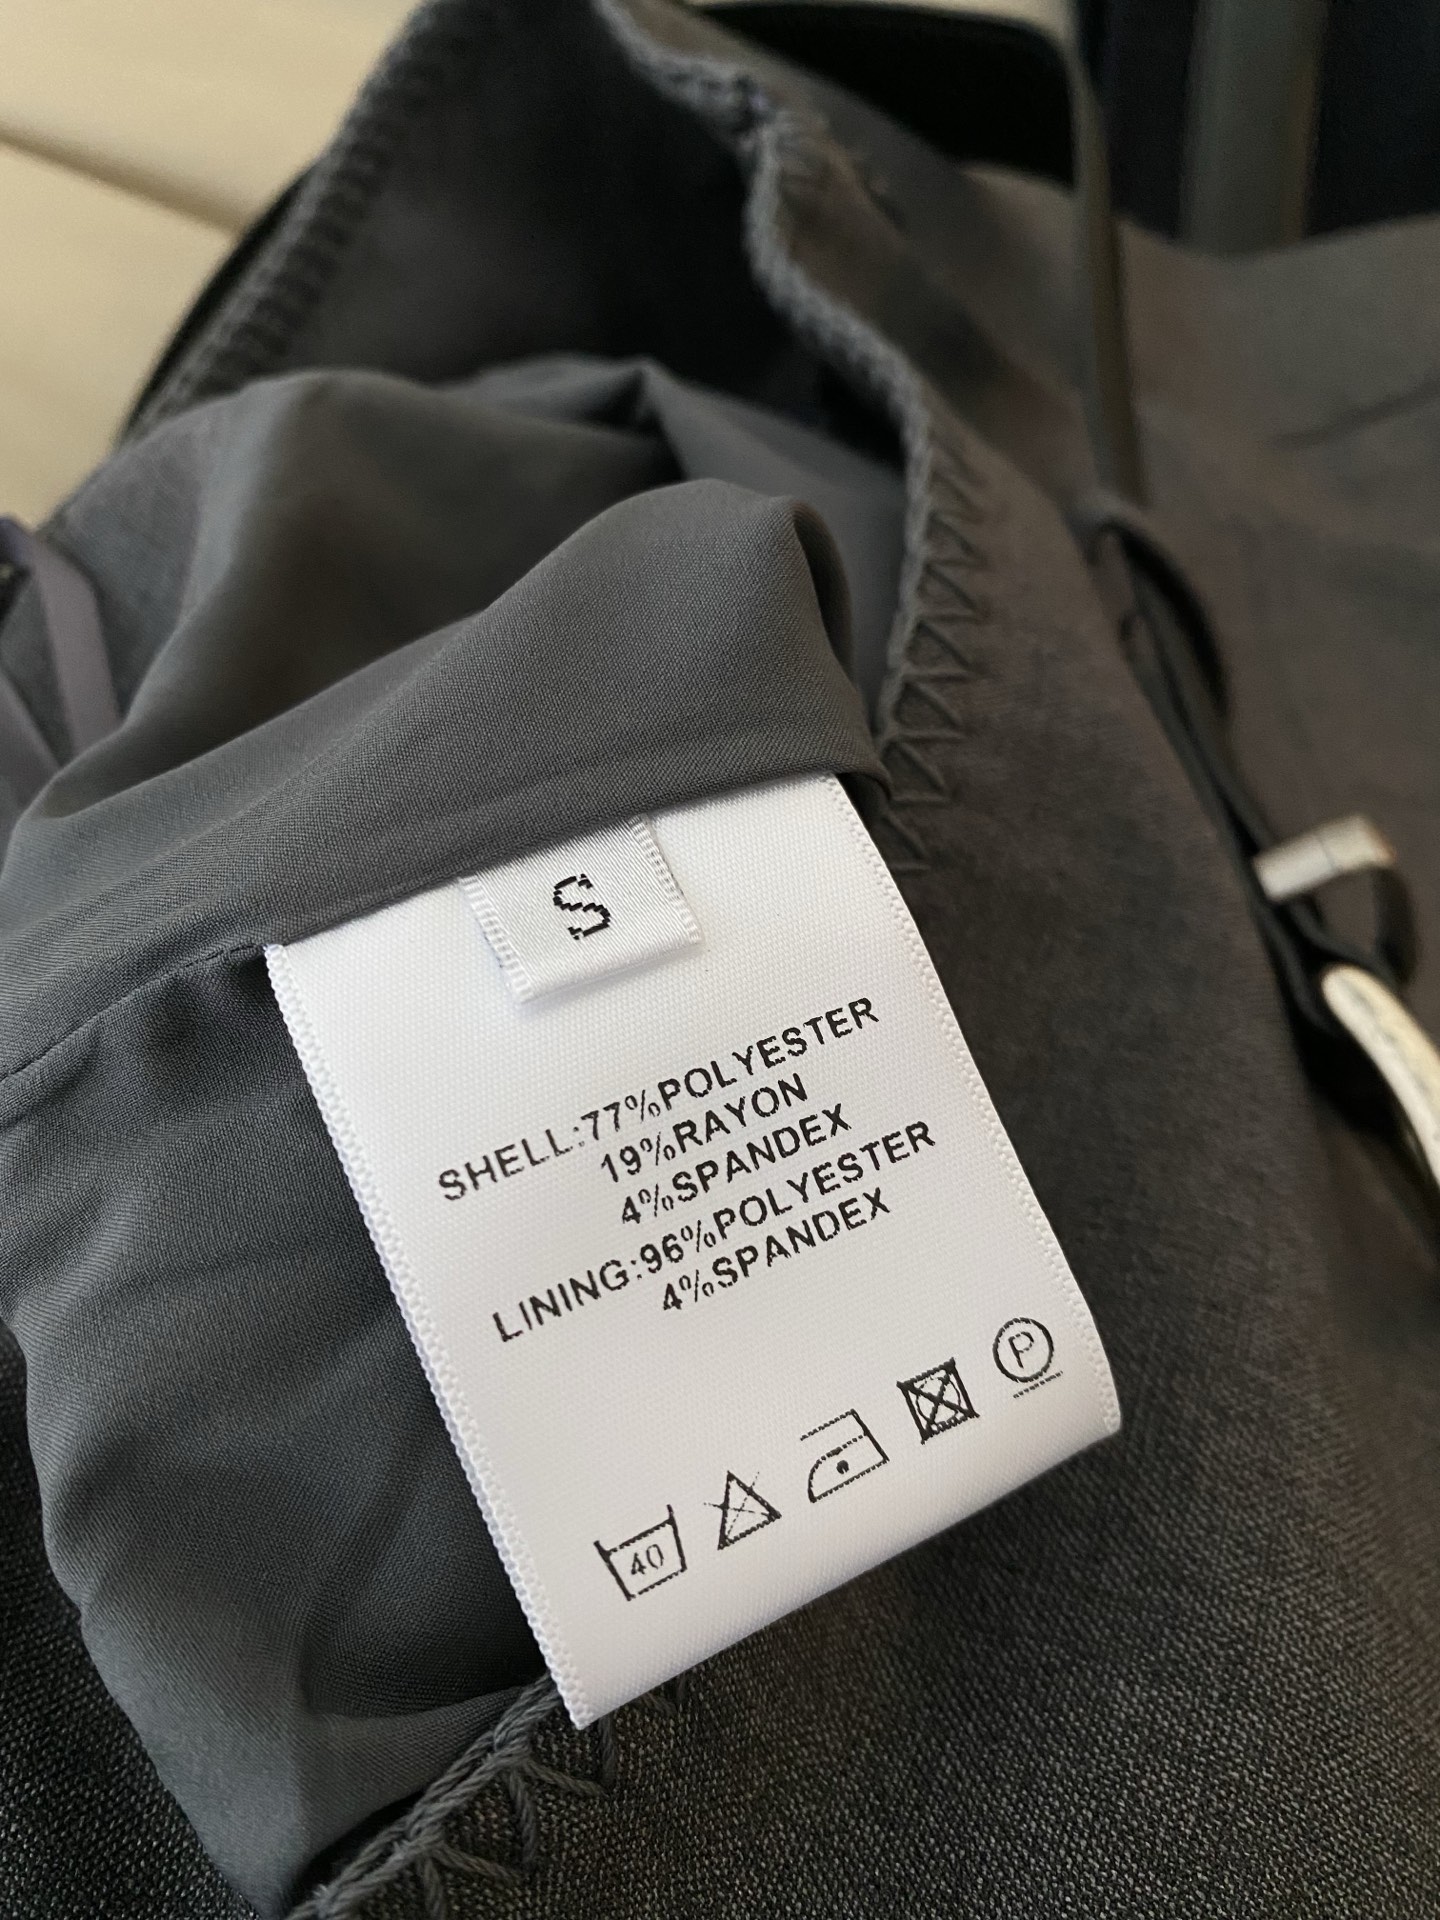 S
SHELL:77%POLYESTER
19%RAYON
4%SPANDEX
LINING:96%POLYESTER
4%SPANDEX
40
P